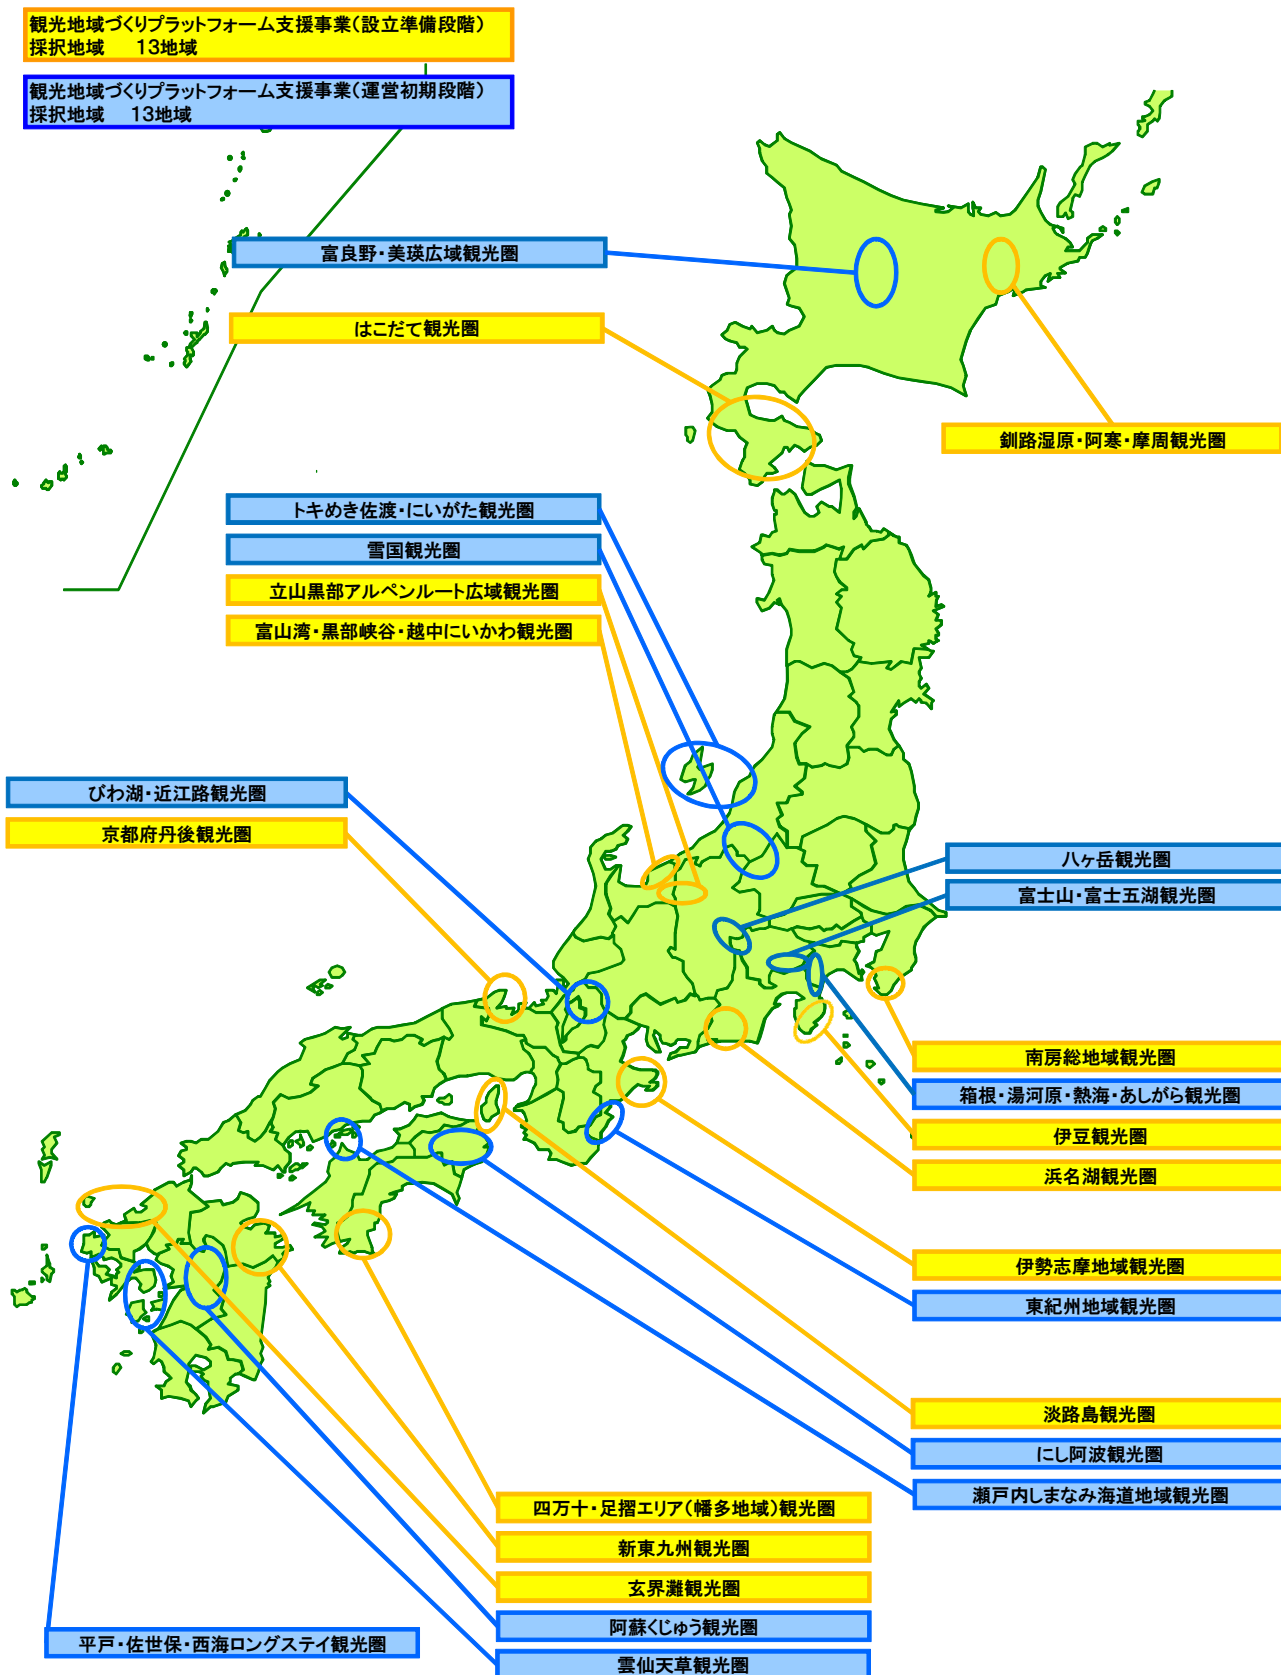 観光地域づくりプラットフォーム支援事業(設立準備段階)
採択地域　13地域
観光地域づくりプラットフォーム支援事業(運営初期段階)
採択地域　13地域
富良野・美瑛広域観光圏
はこだて観光圏
釧路湿原・阿寒・摩周観光圏
トキめき佐渡・にいがた観光圏
雪国観光圏
立山黒部アルペンルート広域観光圏
富山湾・黒部峡谷・越中にいかわ観光圏
びわ湖・近江路観光圏
京都府丹後観光圏
八ヶ岳観光圏
富士山・富士五湖観光圏
南房総地域観光圏
箱根・湯河原・熱海・あしがら観光圏
伊豆観光圏
浜名湖観光圏
伊勢志摩地域観光圏
東紀州地域観光圏
淡路島観光圏
にし阿波観光圏
瀬戸内しまなみ海道地域観光圏
四万十・足摺エリア(幡多地域)観光圏
新東九州観光圏
玄界灘観光圏
阿蘇くじゅう観光圏
平戸・佐世保・西海ロングステイ観光圏
雲仙天草観光圏